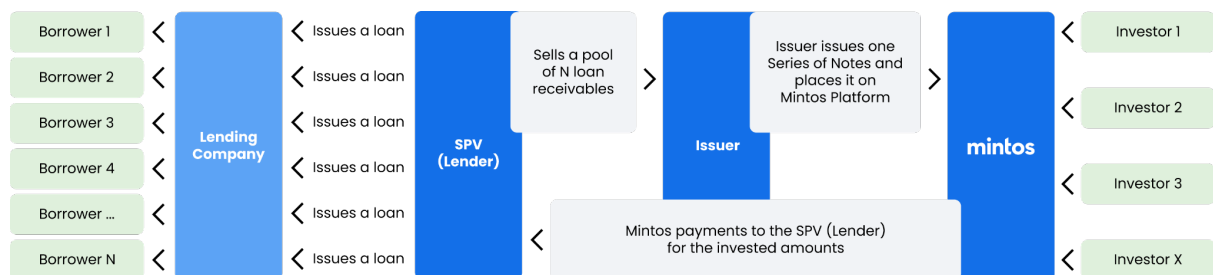 Borrower 1
Borrower 2
Borrower 3
Borrower 4
Borrower ...
Borrower N
Lending
Company
Issues a loan
Issues a loan
Issues a loan
Issues a loan
Issues a loan
Issues a loan
SPV
(Lender)
Sells a pool
of N loan
receivables
Issuer
Issuer issues one
Series of Notes and
places it on
Mintos Platform
Mintos payments to the SPV (Lender)
for the invested amounts
mintos
Investor 1
Investor 2
Investor 3
Investor X